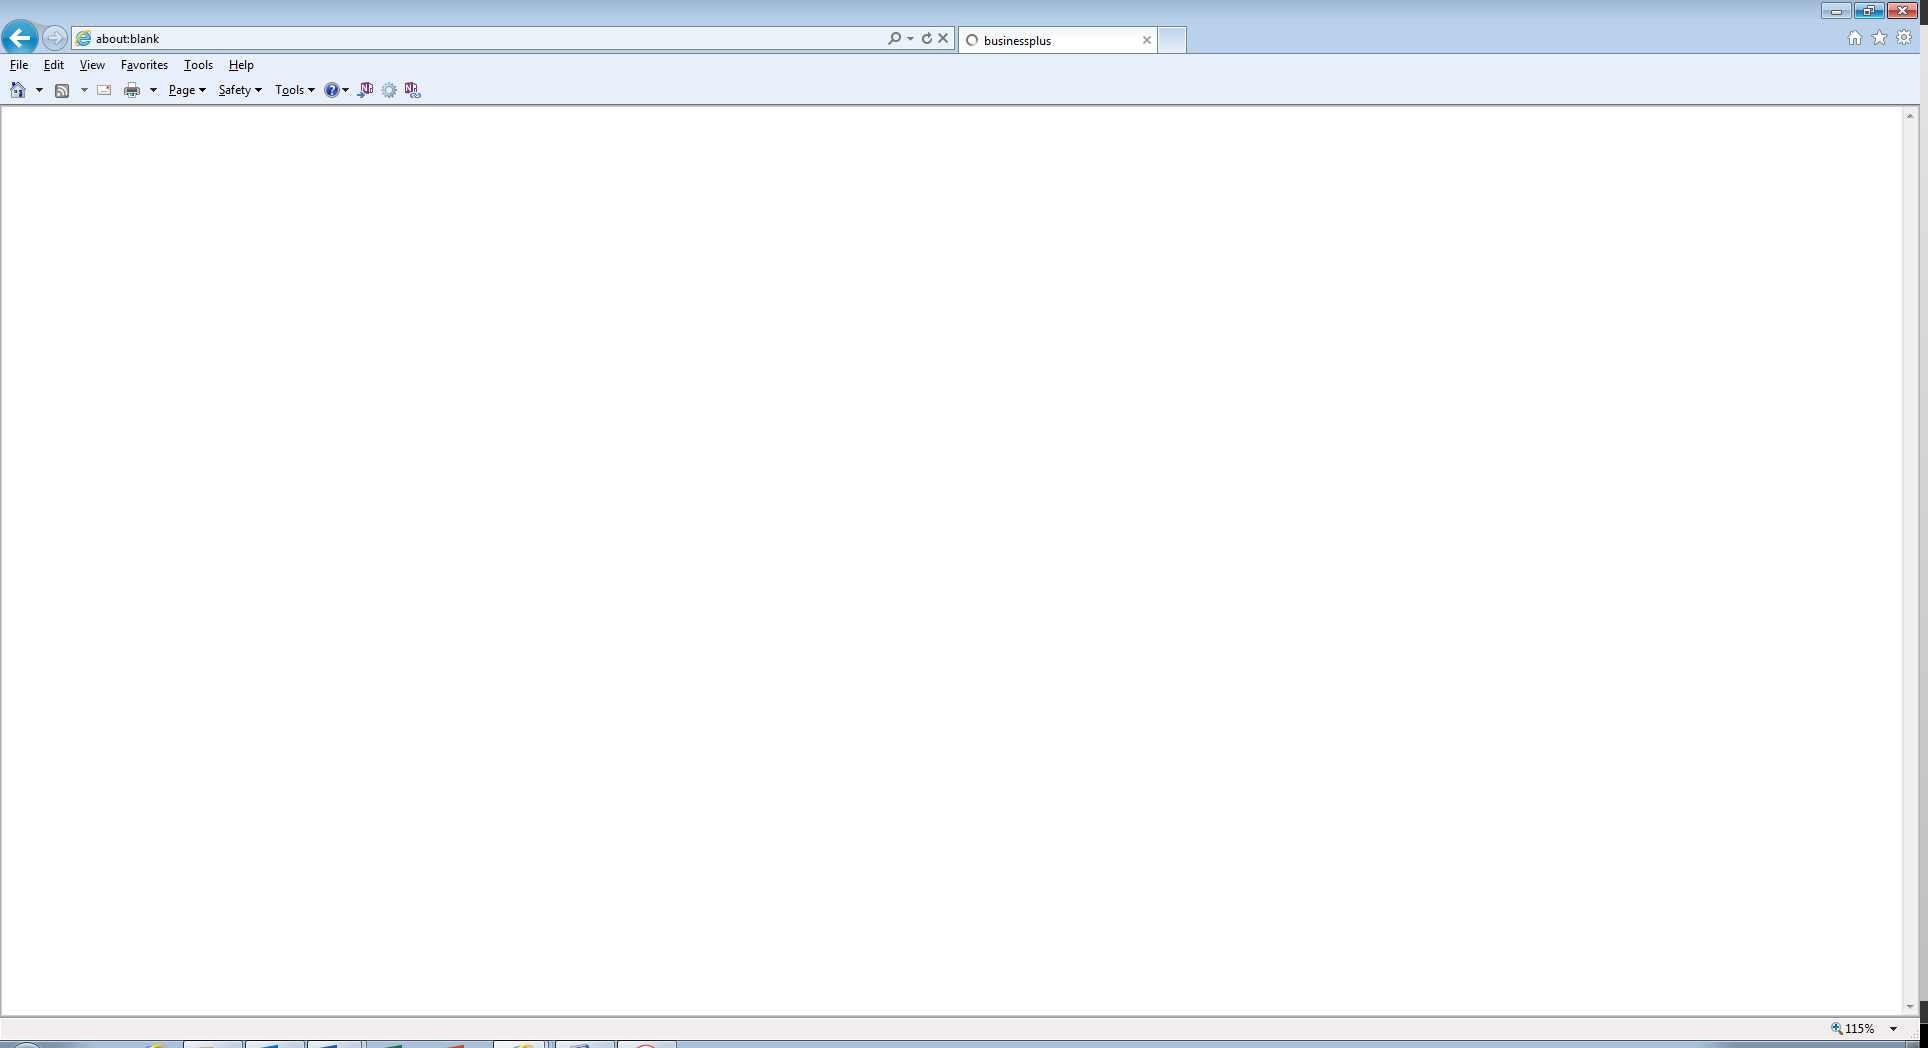 about:blank
businessplus
File Edit View Favorites Tools Help
Page Safety Tools
115%